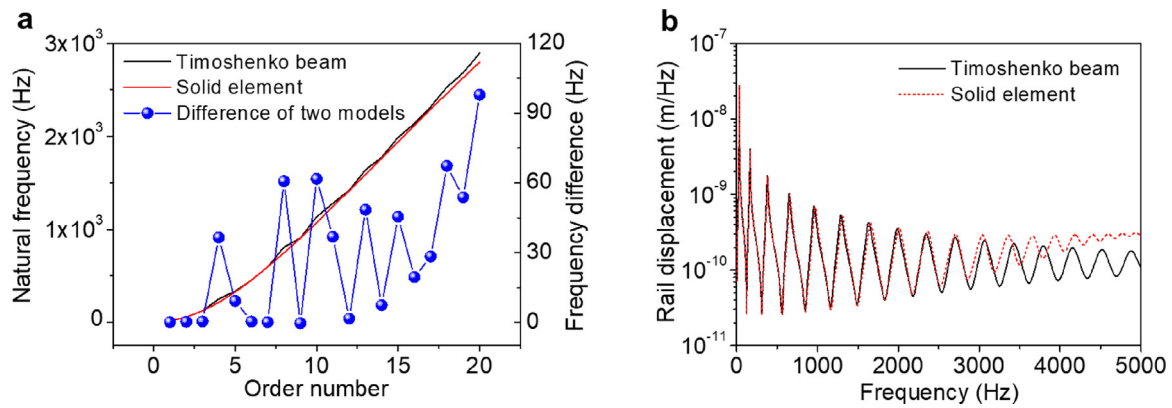 a
3x10³
2x10³
1x10³
0
Natural frequency (Hz)
Timoshenko beam
Solid element
Difference of two models
120
90
60
30
0
Frequency difference (Hz)
0 5 10 15 20
Order number
b
10⁻⁷
10⁻⁸
10⁻⁹
10⁻¹⁰
10⁻¹¹
Rail displacement (m/Hz)
Timoshenko beam
Solid element
0 1000 2000 3000 4000 5000
Frequency (Hz)